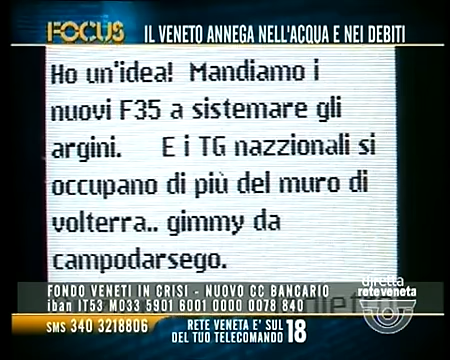 FOCUS
IL VENETO ANNEGA NELL'ACQUA E NEI DEBITI
Ho un'idea! Mandiamo i
nuovi F35 a sistemare gli
argini. E i TG nazzionali si
occupano di più del muro di
volterra.. gimmy da
campodarsego.
FONDO VENETI IN CRISI - NUOVO CC BANCARIO
iban IT53 M033 5901 6001 0000 0078 840
diretta
reteveneta
SMS 340 3218806
RETE VENETA E' SUL
DEL TUO TELECOMANDO 18